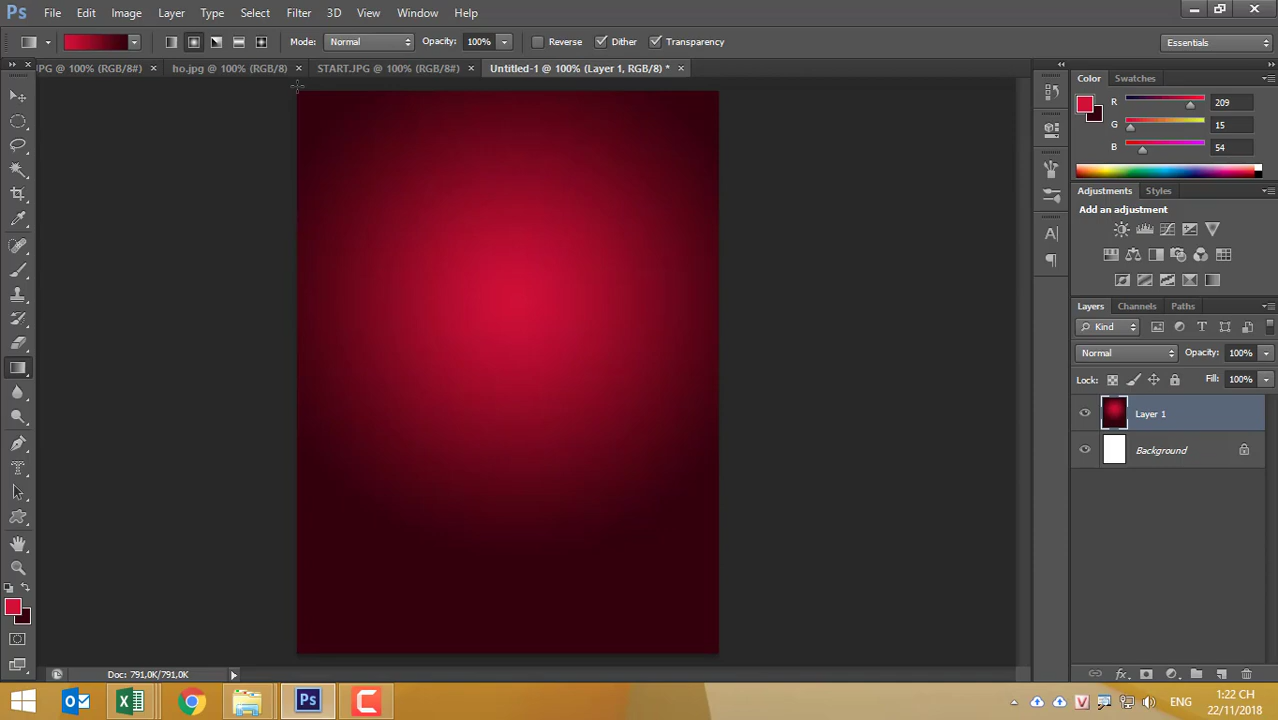 Ps File Edit Image Layer Type Select Filter 3D View Window Help
Mode: Normal Opacity: 100% Reverse Dither Transparency Essentials
JPG @ 100% (RGB/8#) × ho.jpg @ 100% (RGB/8) × START.JPG @ 100% (RGB/8#) × Untitled-1 @ 100% (Layer 1, RGB/8) * ×
Color Swatches
R 209
G 15
B 54
Adjustments Styles
Add an adjustment
Layers Channels Paths
Kind
Normal Opacity: 100%
Lock: Fill: 100%
Layer 1
Background
Doc: 791,0K/791,0K
ENG
1:22 CH
22/11/2018